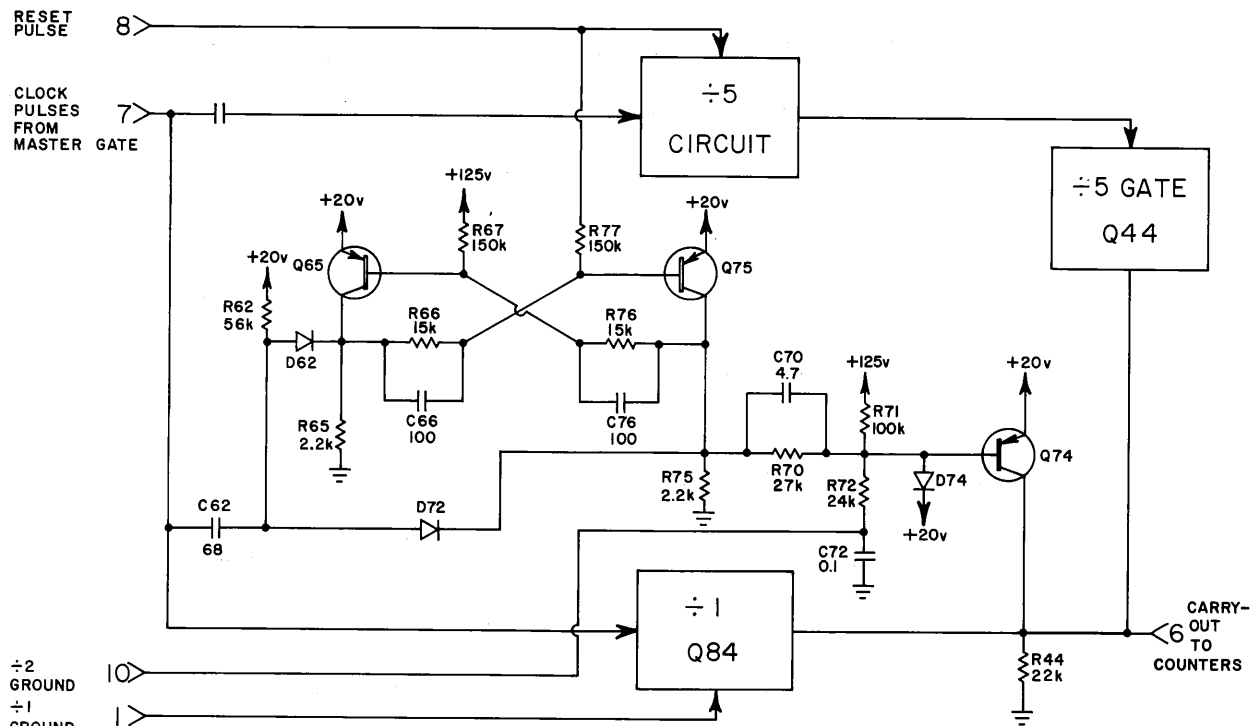 RESET
PULSE
8
÷5
CIRCUIT
CLOCK
PULSES
FROM
MASTER GATE
7
÷5 GATE
Q44
+20v
Q65
+125v
R67
150k
R77
150k
+20v
Q75
+20v
R62
56k
D62
R66
15k
R76
15k
C66
100
C76
100
R65
2.2k
C70
4.7
+125v
R71
100k
+20v
Q74
R70
27k
R72
24k
D74
+20v
R75
2.2k
C62
68
D72
C72
0.1
÷1
Q84
6
CARRY-
OUT
TO
COUNTERS
R44
22k
÷2
GROUND
10
÷1
GROUND
1